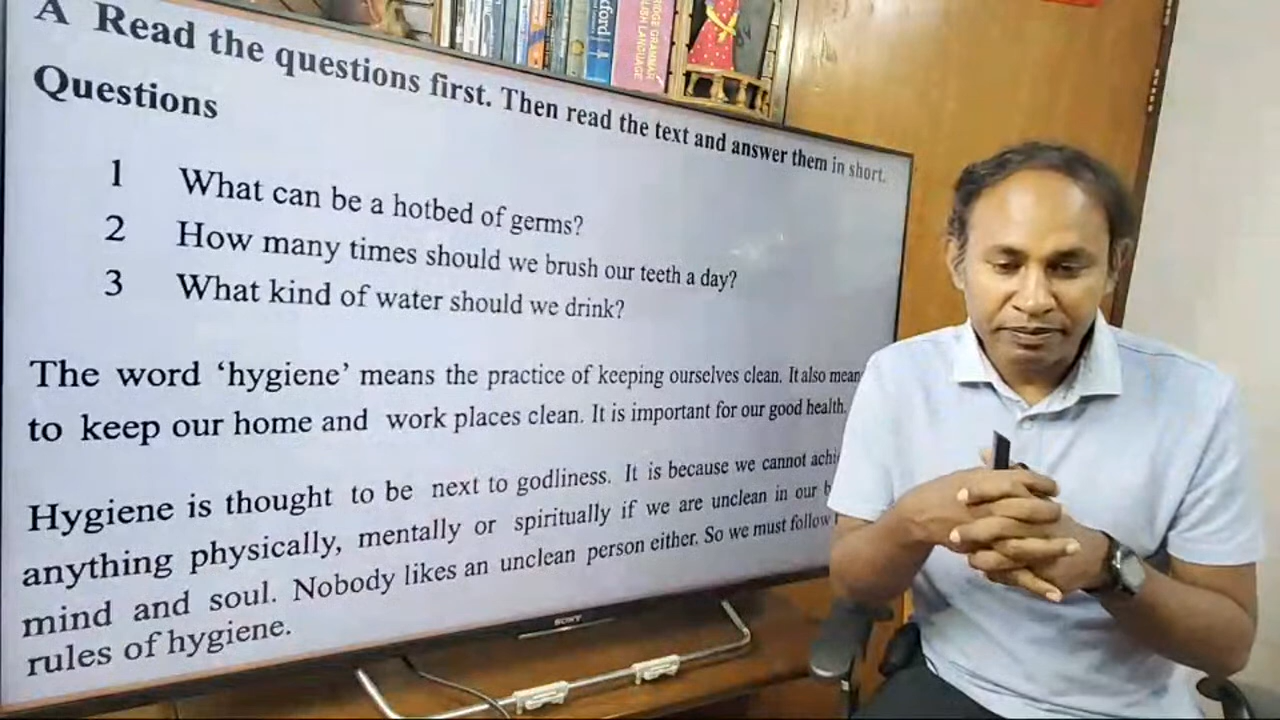 A Read the questions first. Then read the text and answer them in short.
Questions
1 What can be a hotbed of germs?
2 How many times should we brush our teeth a day?
3 What kind of water should we drink?
The word ‘hygiene’ means the practice of keeping ourselves clean. It also mean
to keep our home and work places clean. It is important for our good health.
Hygiene is thought to be next to godliness. It is because we cannot achi
anything physically, mentally or spiritually if we are unclean in our b
mind and soul. Nobody likes an unclean person either. So we must follow
rules of hygiene.
SONY
xford
RIDGE GRAMMAR
LISH LANGUAGE